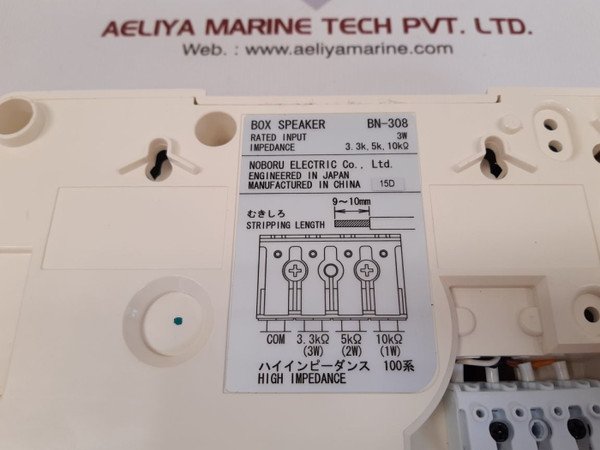 AELIYA MARINE TECH PVT. LTD.
Web. : www.aeliyamarine.com
BOX SPEAKER BN-308
RATED INPUT 3W
IMPEDANCE 3.3k, 5k, 10kΩ
NOBORU ELECTRIC Co., Ltd.
ENGINEERED IN JAPAN
MANUFACTURED IN CHINA 15D
9～10mm
むきしろ
STRIPPING LENGTH
COM 3.3kΩ 5kΩ 10kΩ
(3W) (2W) (1W)
ハイインピーダンス 100系
HIGH IMPEDANCE